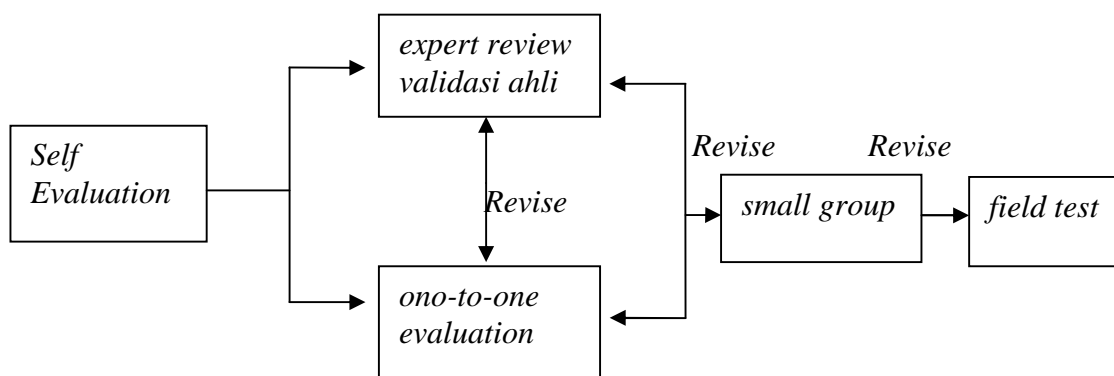 Self
Evaluation
expert review
validasi ahli
Revise
ono-to-one
evaluation
Revise
small group
Revise
field test